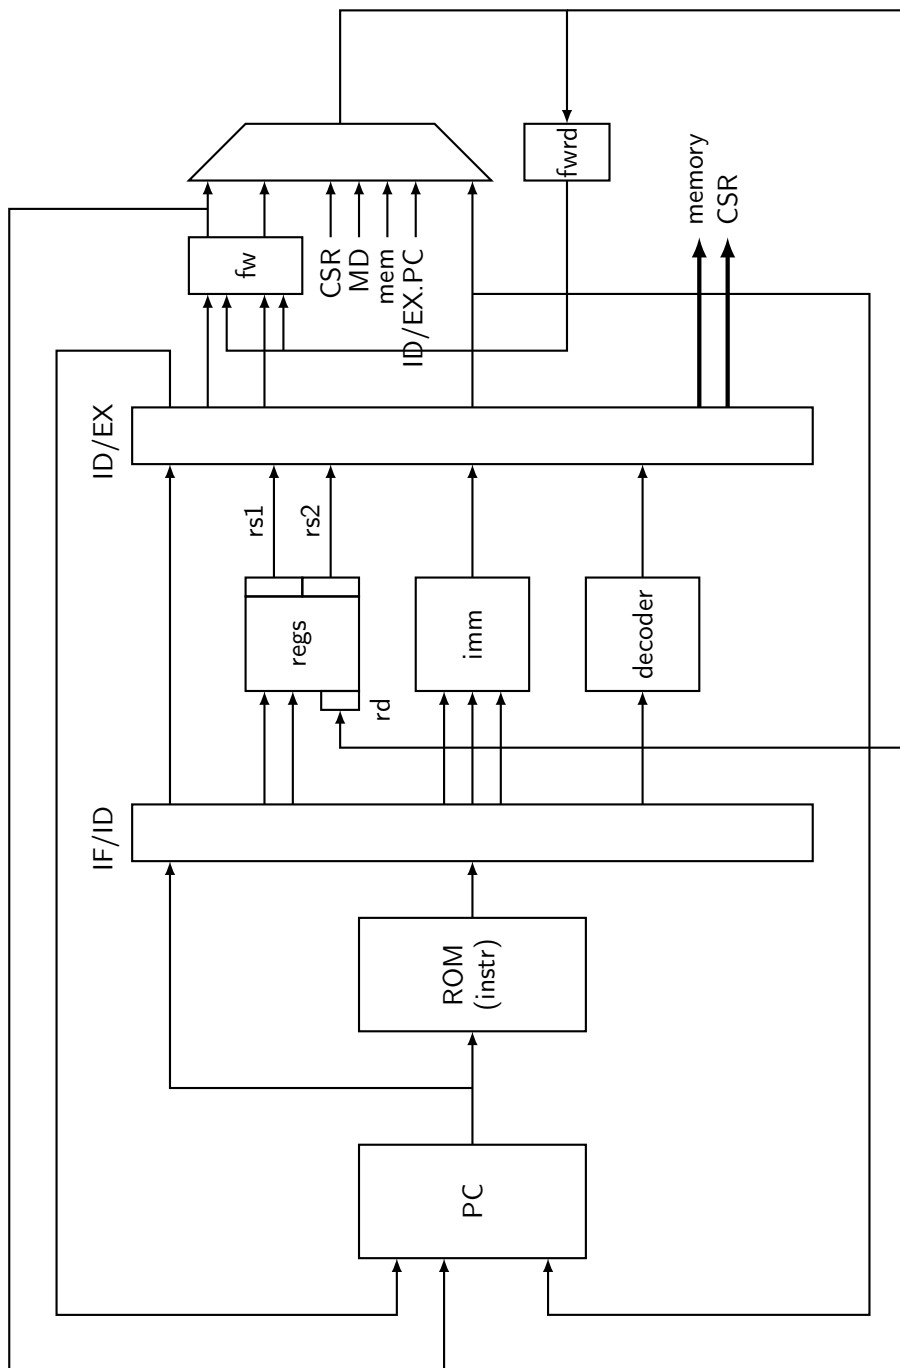 PC
ROM
(instr)
IF/ID
rd
regs
imm
decoder
rs1
rs2
ID/EX
fw
CSR
MD
mem
ID/EX.PC
fwrd
memory
CSR